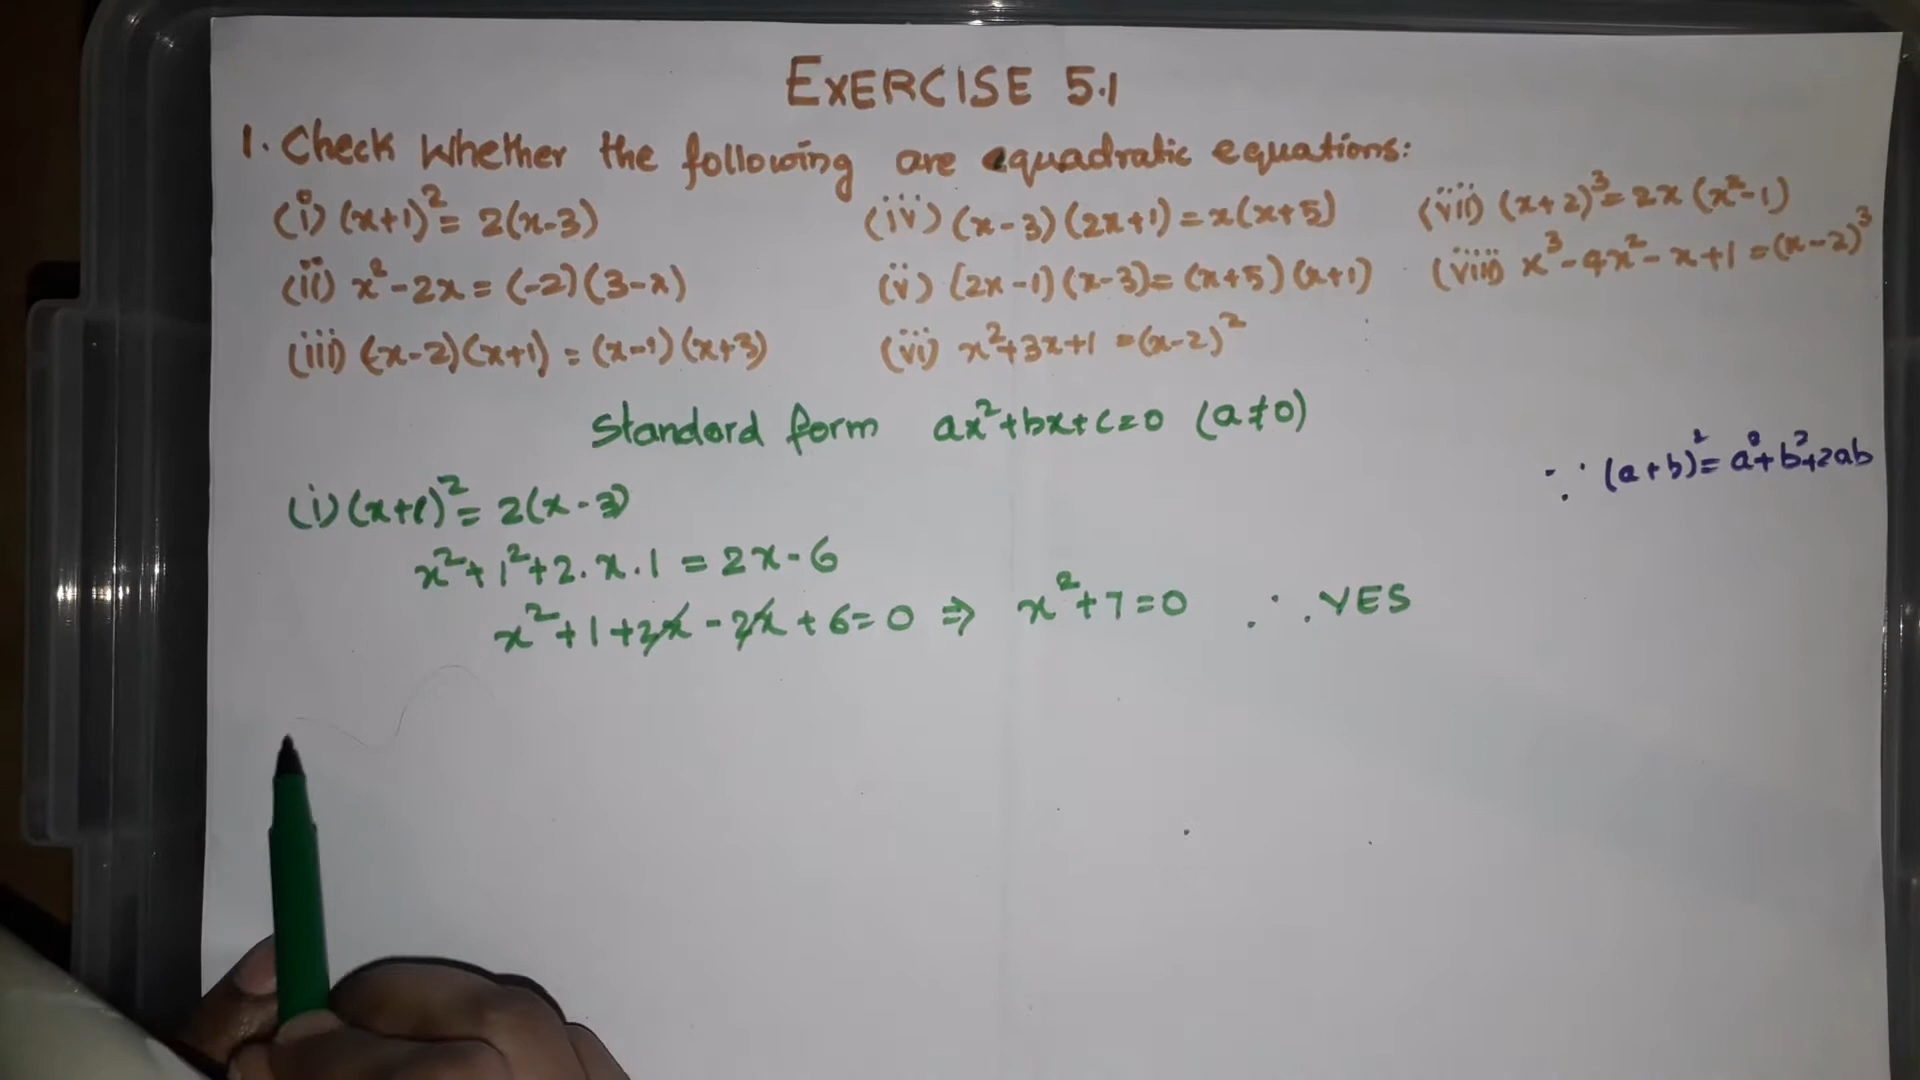 EXERCISE 5.1
1. Check whether the following are quadratic equations:
(i) (x+1)² = 2(x-3)
(ii) x² - 2x = (-2)(3-x)
(iii) (x-2)(x+1) = (x-1)(x+3)
(iv) (x-3)(2x+1) = x(x+5)
(v) (2x-1)(x-3) = (x+5)(x+1)
(vi) x²+3x+1 = (x-2)²
(vii) (x+2)³ = 2x(x²-1)
(viii) x³-4x²-x+1 = (x-2)³
Standard form ax²+bx+c=0 (a≠0)
∵ (a+b)² = a²+b²+2ab
(i) (x+1)² = 2(x-3)
x²+1²+2.x.1 = 2x-6
x²+1+2x-2x+6=0 ⇒ x²+7=0 ∴ YES